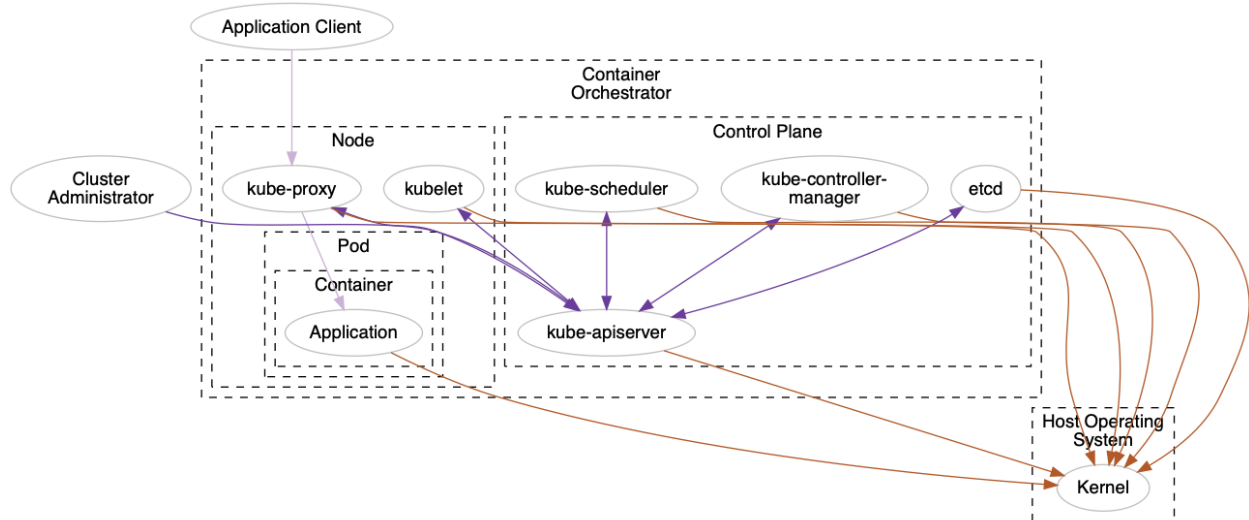 Application Client
Container
Orchestrator
Node
Control Plane
Cluster
Administrator
kube-proxy
kubelet
kube-scheduler
kube-controller-
manager
etcd
Pod
Container
Application
kube-apiserver
Host Operating
System
Kernel